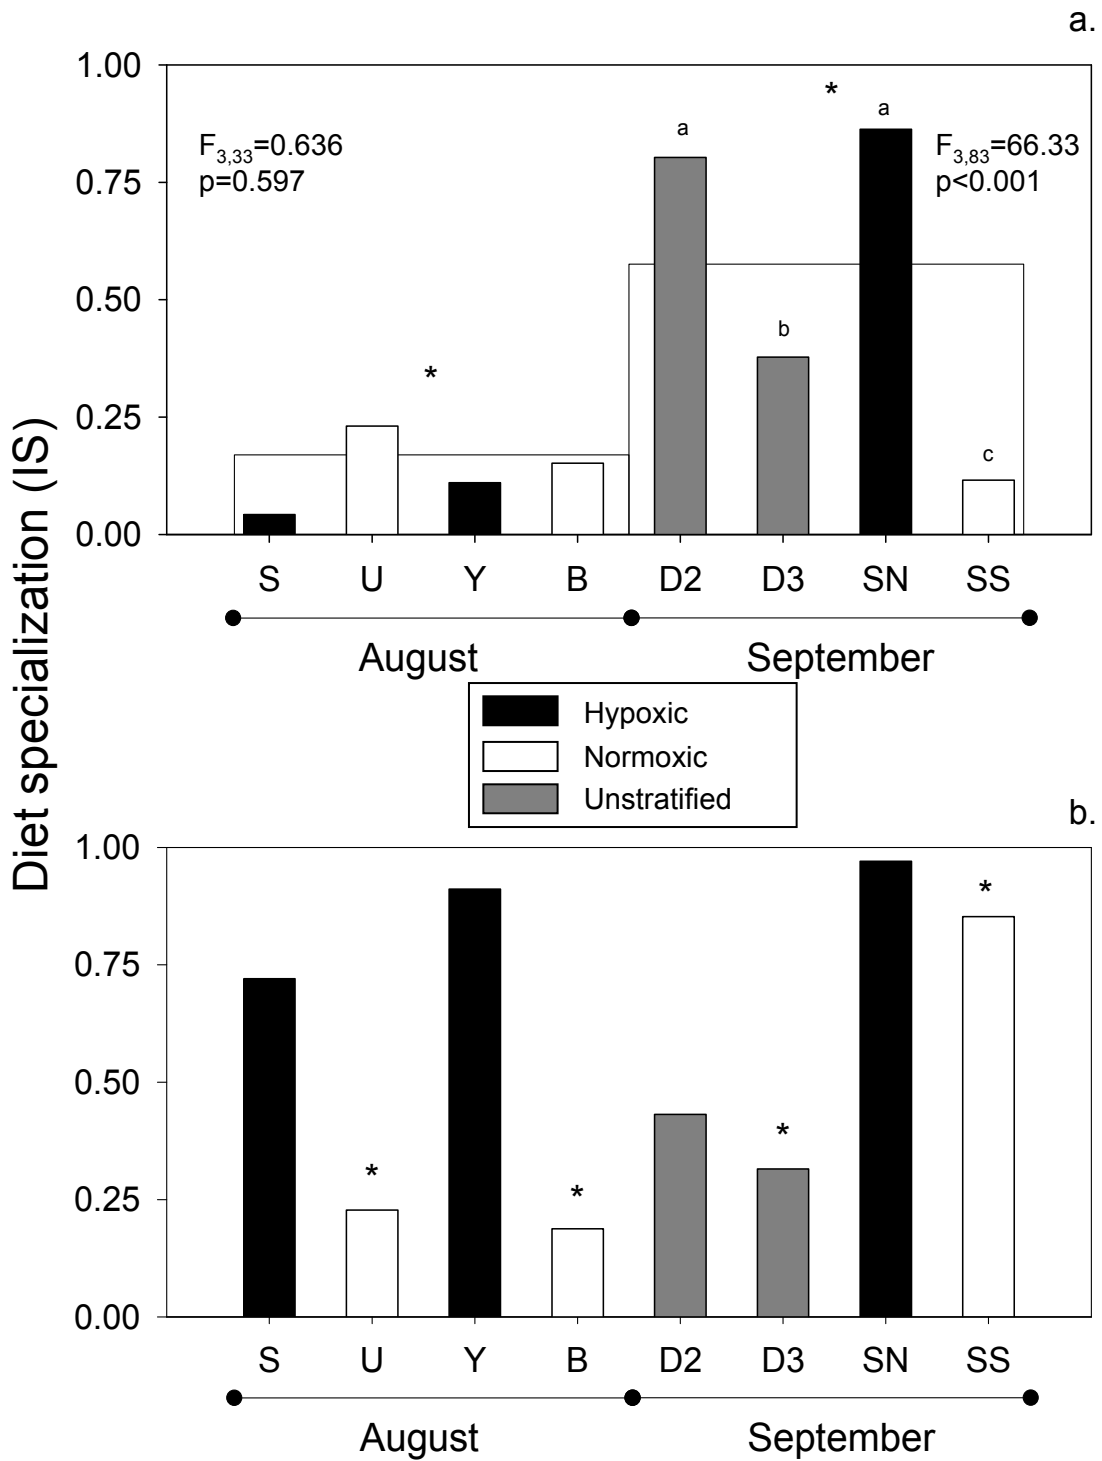 a.
1.00
0.75
0.50
0.25
0.00
F3,33=0.636
p=0.597
*
a
b
*
a
c
F3,83=66.33
p<0.001
S U Y B D2 D3 SN SS
August September
Diet specialization (IS)
Hypoxic
Normoxic
Unstratified
b.
1.00
0.75
0.50
0.25
0.00
*
*
*
*
S U Y B D2 D3 SN SS
August September